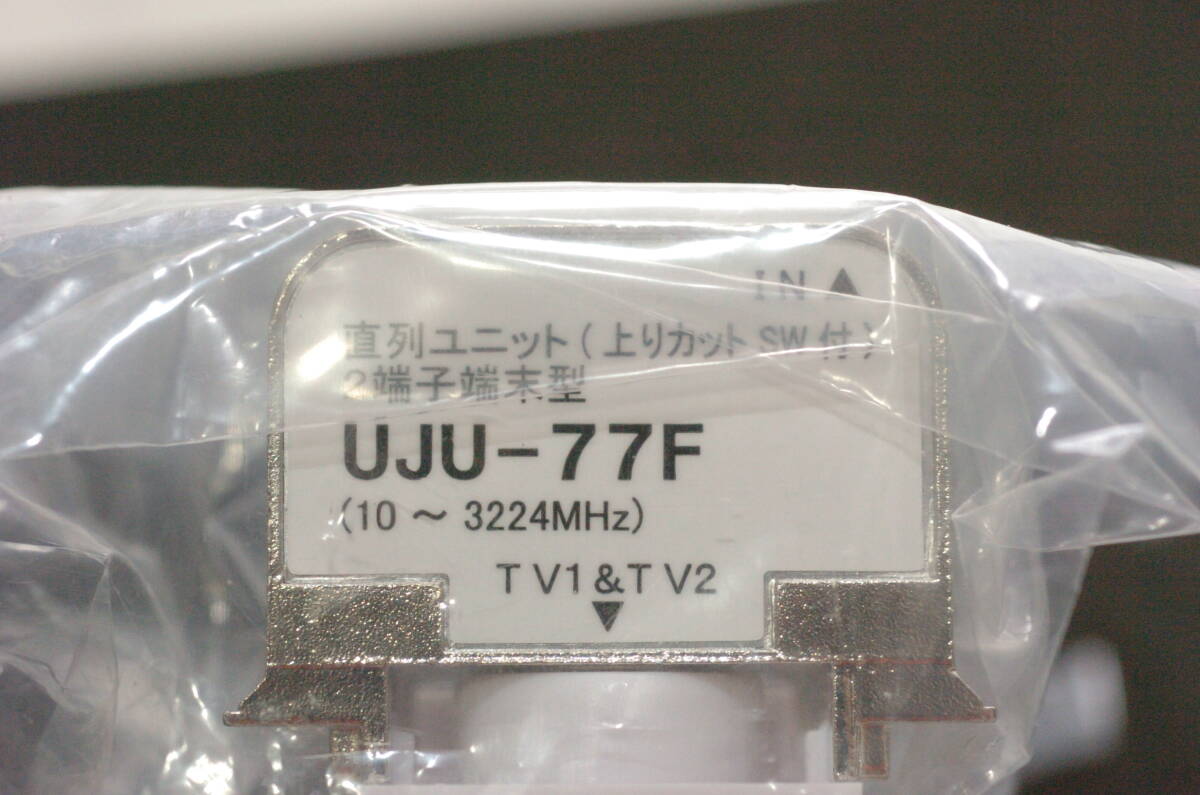 IN ▲
直列ユニット(上りカットSW付)
2端子端末型
UJU-77F
(10～3224MHz)
TV1&TV2
▼